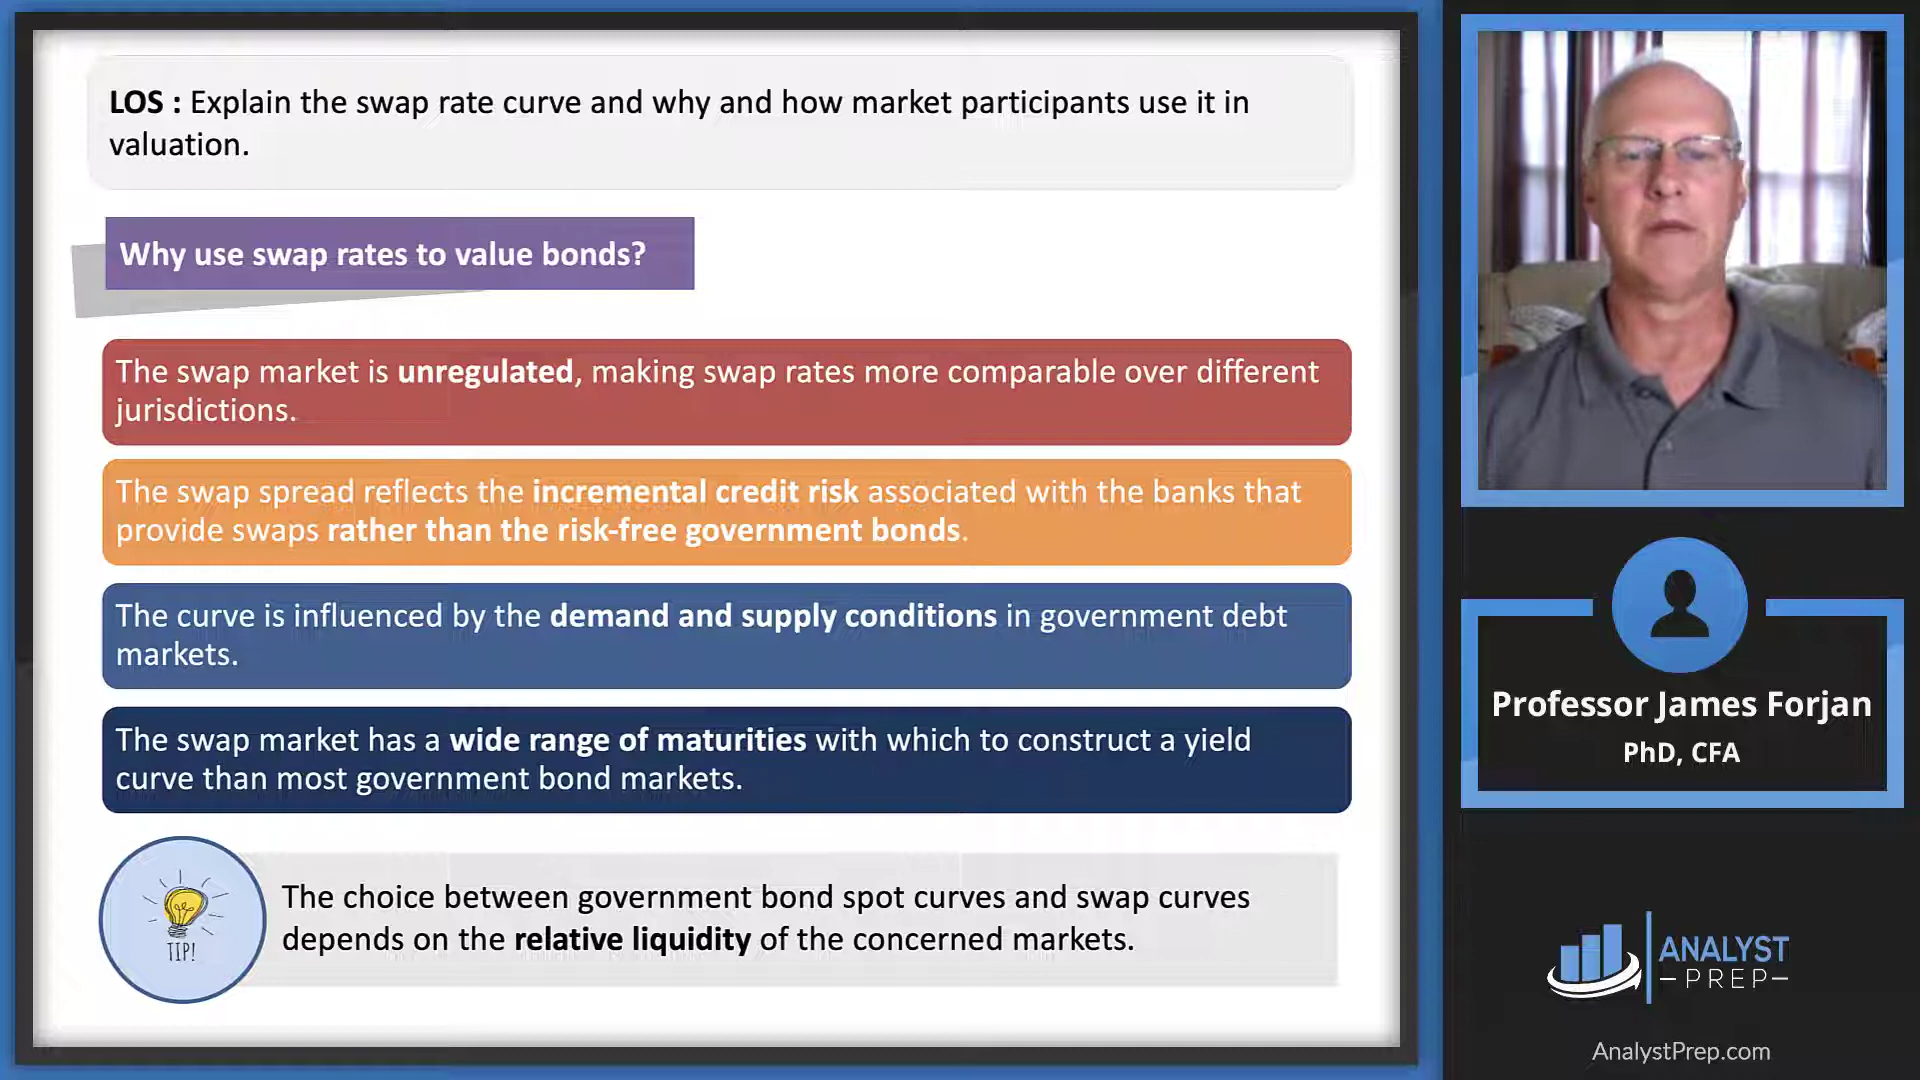 LOS : Explain the swap rate curve and why and how market participants use it in
valuation.
Why use swap rates to value bonds?
The swap market is unregulated, making swap rates more comparable over different
jurisdictions.
The swap spread reflects the incremental credit risk associated with the banks that
provide swaps rather than the risk-free government bonds.
The curve is influenced by the demand and supply conditions in government debt
markets.
The swap market has a wide range of maturities with which to construct a yield
curve than most government bond markets.
TIP!
The choice between government bond spot curves and swap curves
depends on the relative liquidity of the concerned markets.
Professor James Forjan
PhD, CFA
ANALYST
PREP
AnalystPrep.com